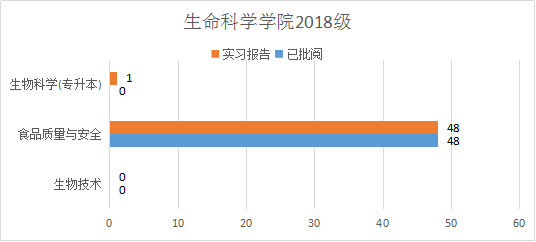 生命科学学院2018级
实习报告 已批阅
生物科学(专升本) 1
0
食品质量与安全 48
48
生物技术 0
0
0 10 20 30 40 50 60